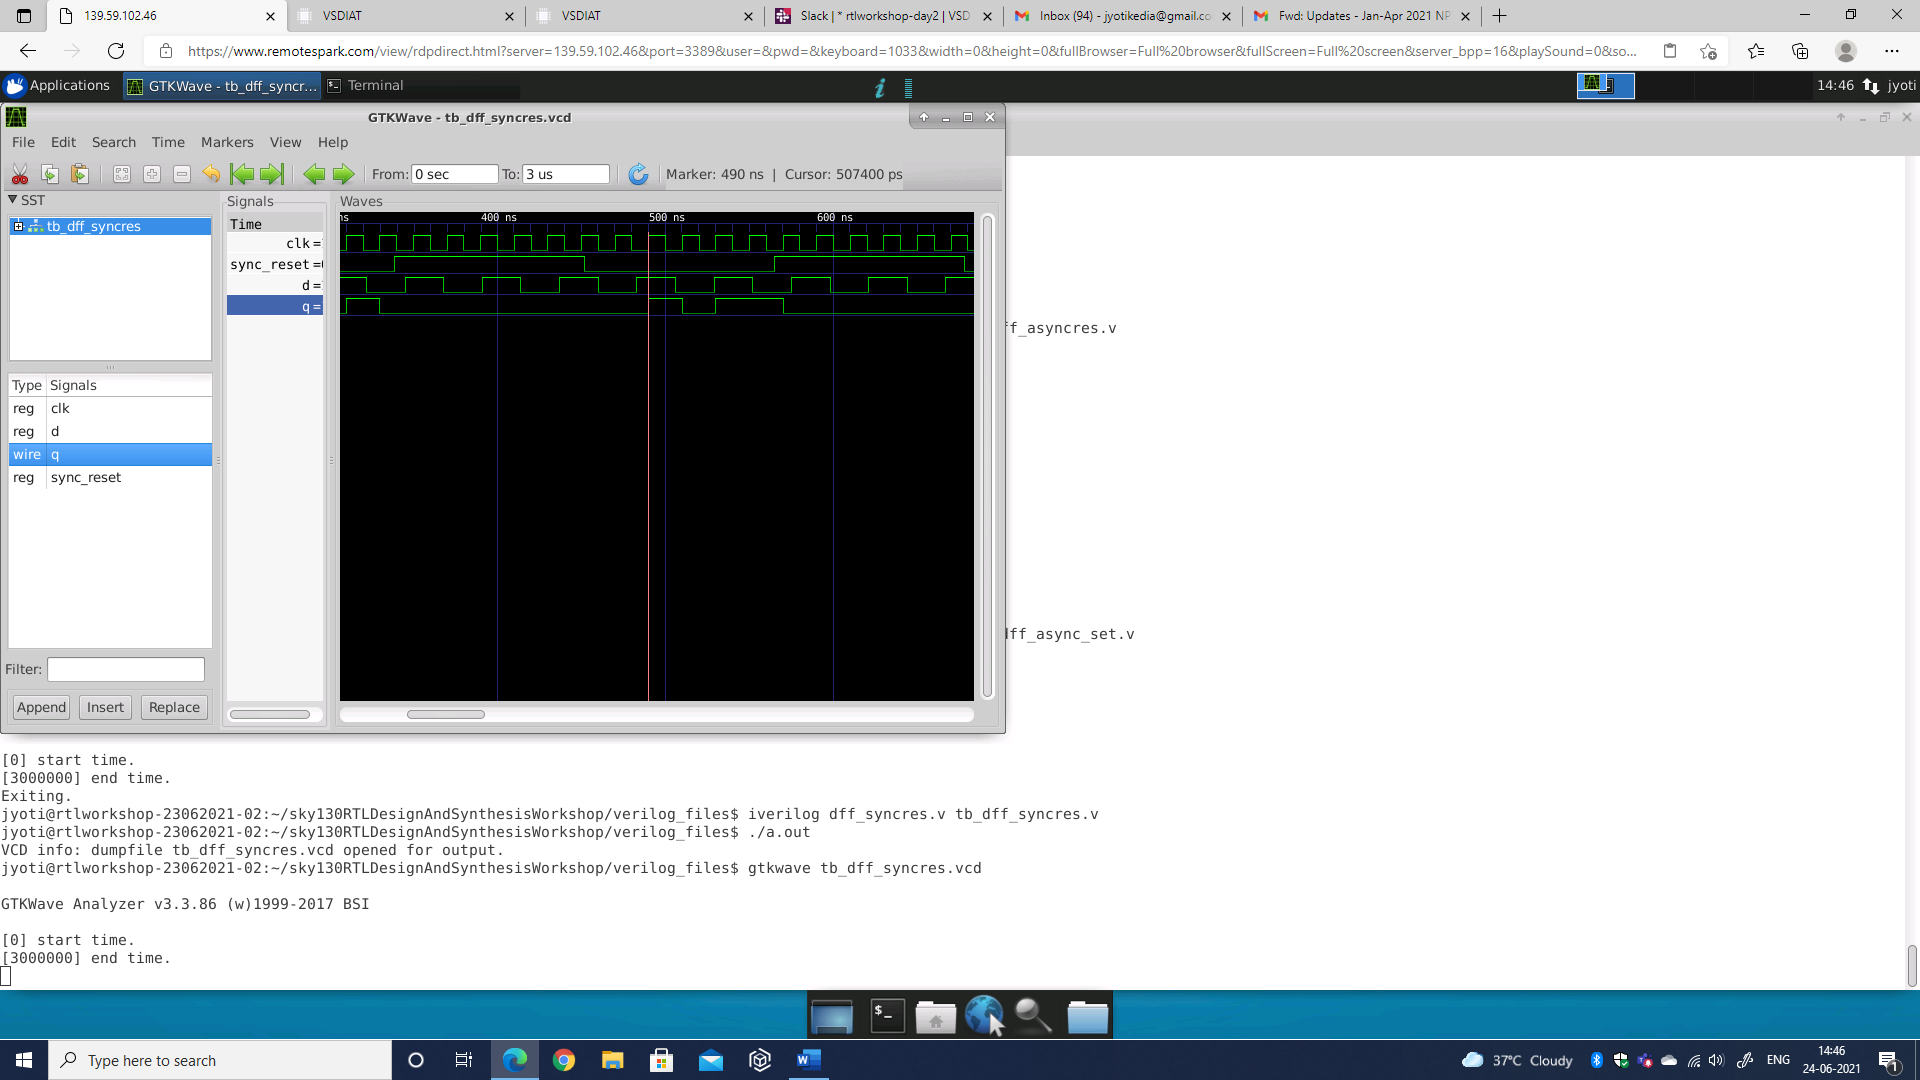 139.59.102.46
VSDIAT
VSDIAT
Slack | * rtlworkshop-day2 | VSD
Inbox (94) - jyotikedia@gmail.co
Fwd: Updates - Jan-Apr 2021 NP
https://www.remotespark.com/view/rdpdirect.html?server=139.59.102.46&port=3389&user=&pwd=&keyboard=1033&width=0&height=0&fullBrowser=Full%20browser&fullScreen=Full%20screen&server_bpp=16&playSound=0&so...
Applications
GTKWave - tb_dff_syncr...
Terminal
14:46
jyoti
GTKWave - tb_dff_syncres.vcd
File Edit Search Time Markers View Help
From: 0 sec To: 3 us Marker: 490 ns | Cursor: 507400 ps
SST
Signals
Waves
tb_dff_syncres
Time
ns 400 ns 500 ns 600 ns
clk =
sync_reset =
d =
q =
Type Signals
reg clk
reg d
wire q
reg sync_reset
Filter:
Append Insert Replace
ff_asyncres.v
dff_async_set.v
[0] start time.
[3000000] end time.
Exiting.
jyoti@rtlworkshop-23062021-02:~/sky130RTLDesignAndSynthesisWorkshop/verilog_files$ iverilog dff_syncres.v tb_dff_syncres.v
jyoti@rtlworkshop-23062021-02:~/sky130RTLDesignAndSynthesisWorkshop/verilog_files$ ./a.out
VCD info: dumpfile tb_dff_syncres.vcd opened for output.
jyoti@rtlworkshop-23062021-02:~/sky130RTLDesignAndSynthesisWorkshop/verilog_files$ gtkwave tb_dff_syncres.vcd
GTKWave Analyzer v3.3.86 (w)1999-2017 BSI
[0] start time.
[3000000] end time.
Type here to search
37°C Cloudy
ENG
14:46
24-06-2021
1